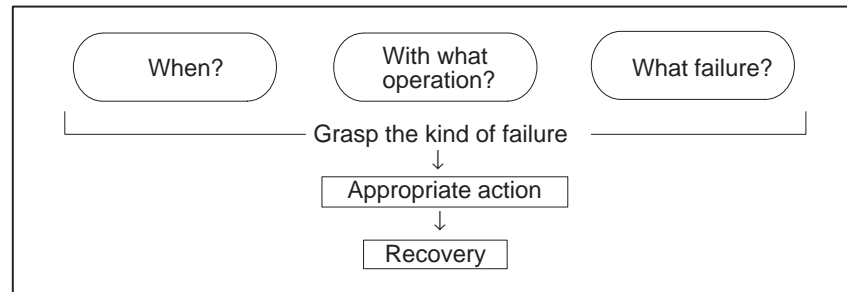 When?
With what
operation?
What failure?
Grasp the kind of failure
↓
Appropriate action
↓
Recovery